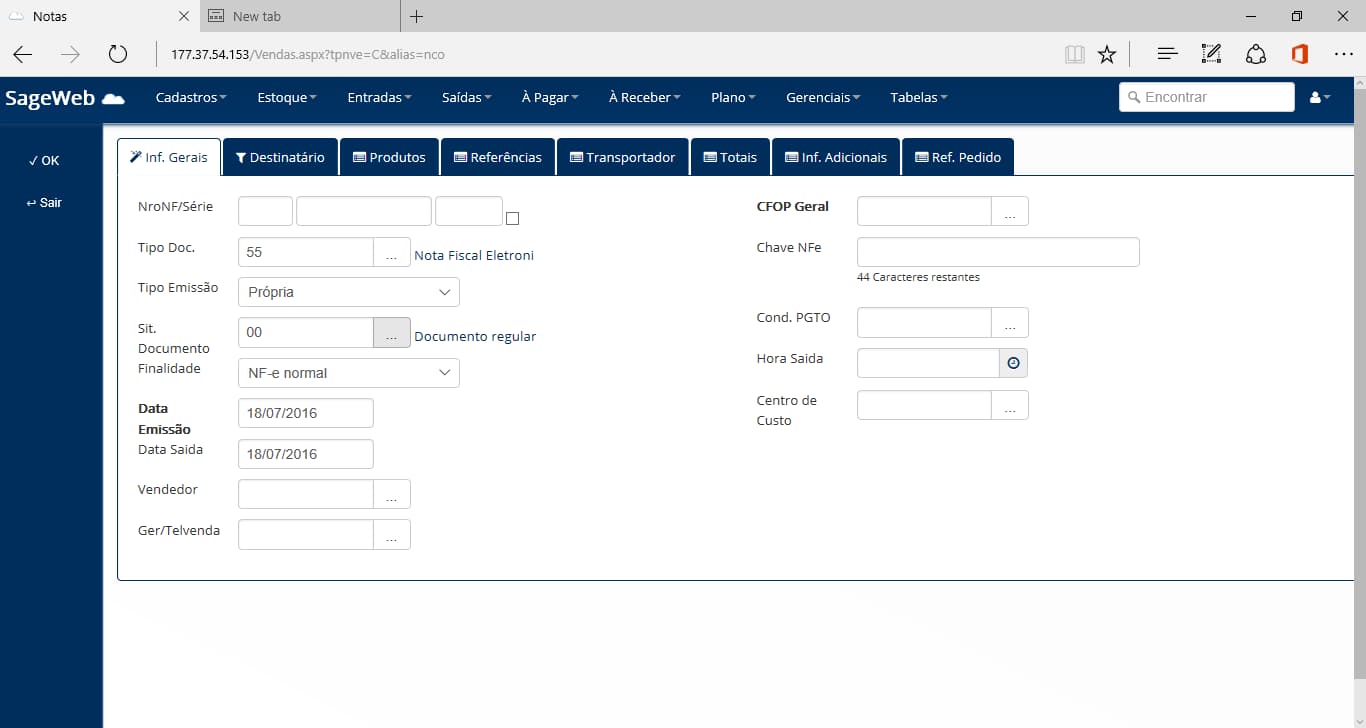 Notas
New tab
177.37.54.153/Vendas.aspx?tpnve=C&alias=nco
SageWeb
Cadastros
Estoque
Entradas
Saídas
À Pagar
À Receber
Plano
Gerenciais
Tabelas
Encontrar
OK
Sair
Inf. Gerais
Destinatário
Produtos
Referências
Transportador
Totais
Inf. Adicionais
Ref. Pedido
NroNF/Série
Tipo Doc.
55
...
Nota Fiscal Eletroni
Tipo Emissão
Própria
Sit.
Documento
00
...
Documento regular
Finalidade
NF-e normal
Data
Emissão
18/07/2016
Data Saida
18/07/2016
Vendedor
...
Ger/Telvenda
...
CFOP Geral
...
Chave NFe
44 Caracteres restantes
Cond. PGTO
...
Hora Saida
Centro de
Custo
...